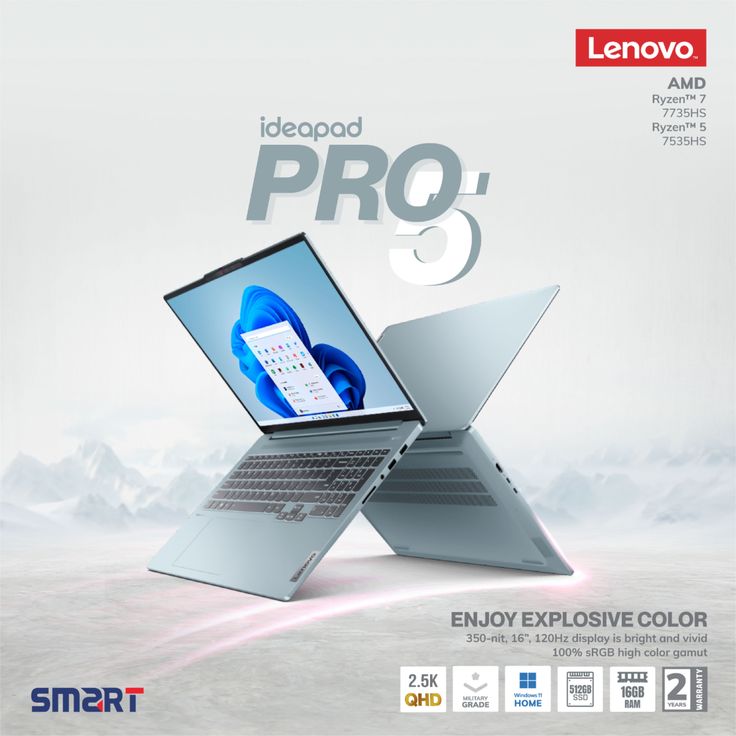 Lenovo™
AMD
Ryzen™ 7
7735HS
Ryzen™ 5
7535HS
ideapad
PRO 5
Lenovo
ENJOY EXPLOSIVE COLOR
350-nit, 16”, 120Hz display is bright and vivid
100% sRGB high color gamut
SMART
2.5K
QHD
MILITARY
GRADE
Windows 11
HOME
512GB
SSD
16GB
RAM
2
YEARS
WARRANTY